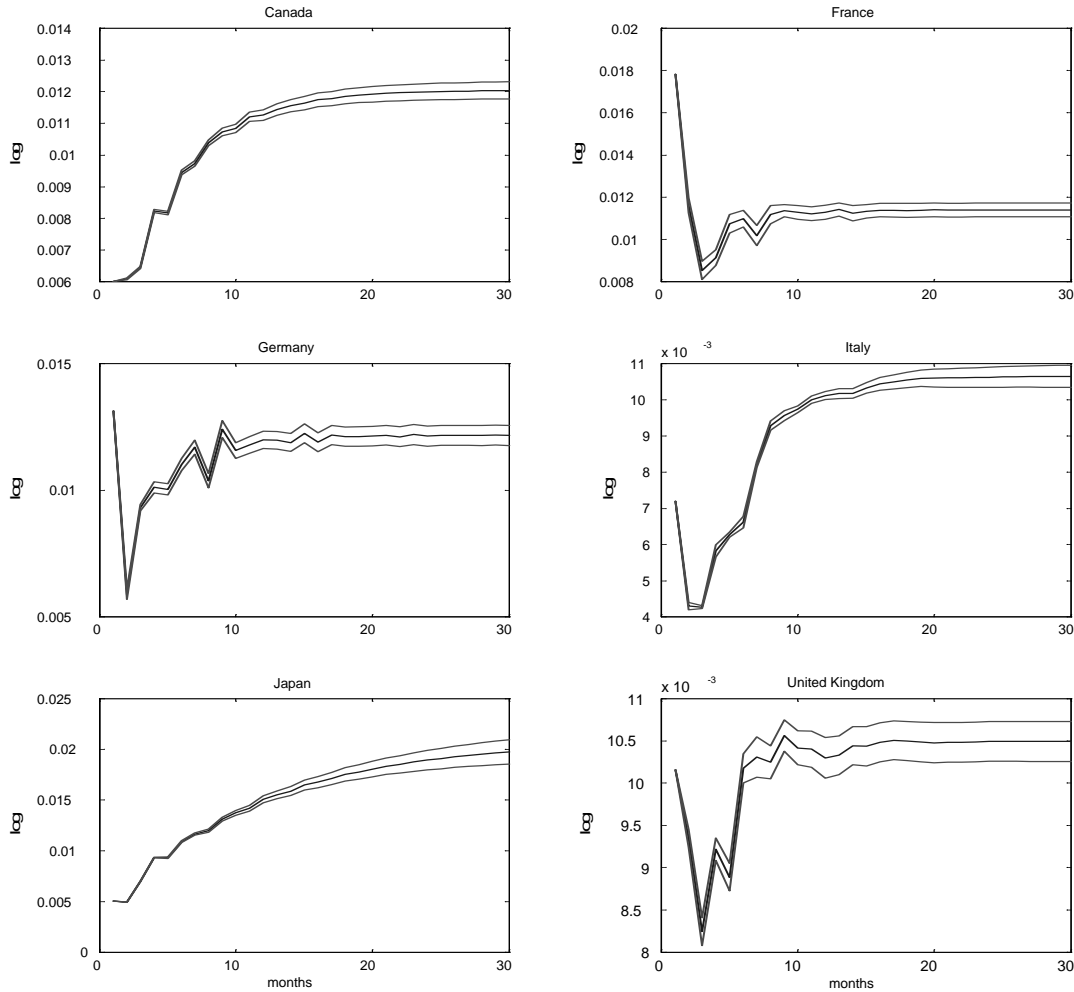 Canada
0.014
0.013
0.012
0.011
0.01
0.009
0.008
0.007
0.006
log
0 10 20 30
France
0.02
0.018
0.016
0.014
0.012
0.01
0.008
log
0 10 20 30
Germany
0.015
0.01
0.005
log
0 10 20 30
Italy
x 10 -3
11
10
9
8
7
6
5
4
log
0 10 20 30
Japan
0.025
0.02
0.015
0.01
0.005
0
log
0 10 20 30
months
United Kingdom
x 10 -3
11
10.5
10
9.5
9
8.5
8
log
0 10 20 30
months